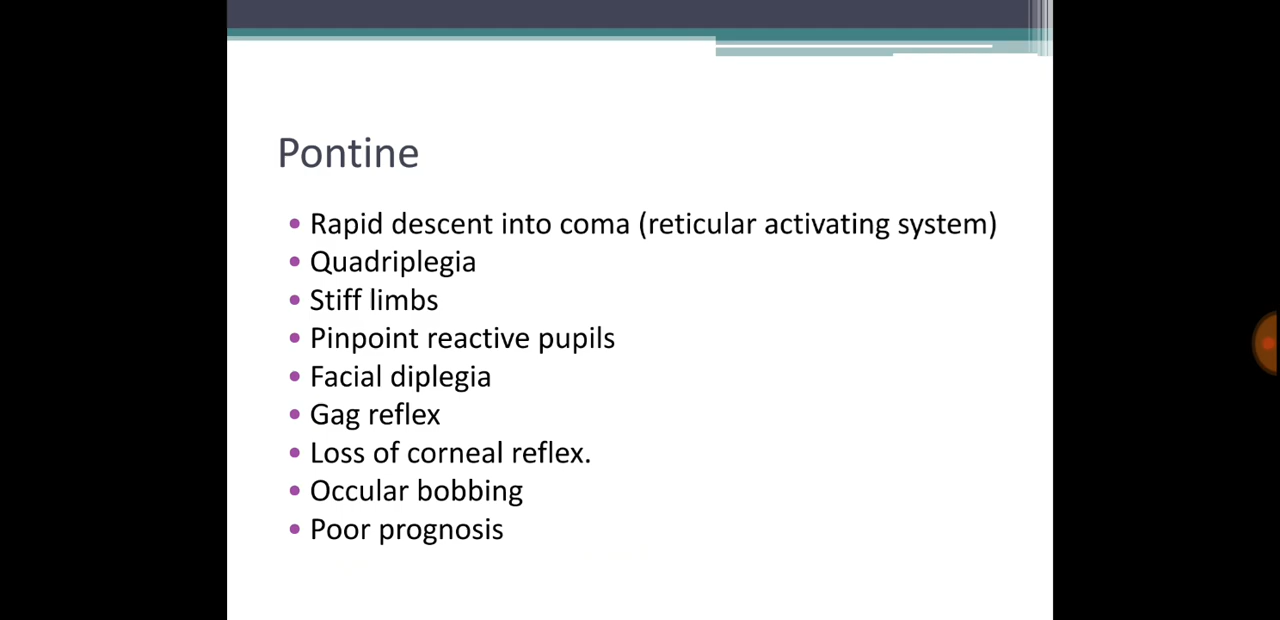 Pontine
• Rapid descent into coma (reticular activating system)
• Quadriplegia
• Stiff limbs
• Pinpoint reactive pupils
• Facial diplegia
• Gag reflex
• Loss of corneal reflex.
• Occular bobbing
• Poor prognosis